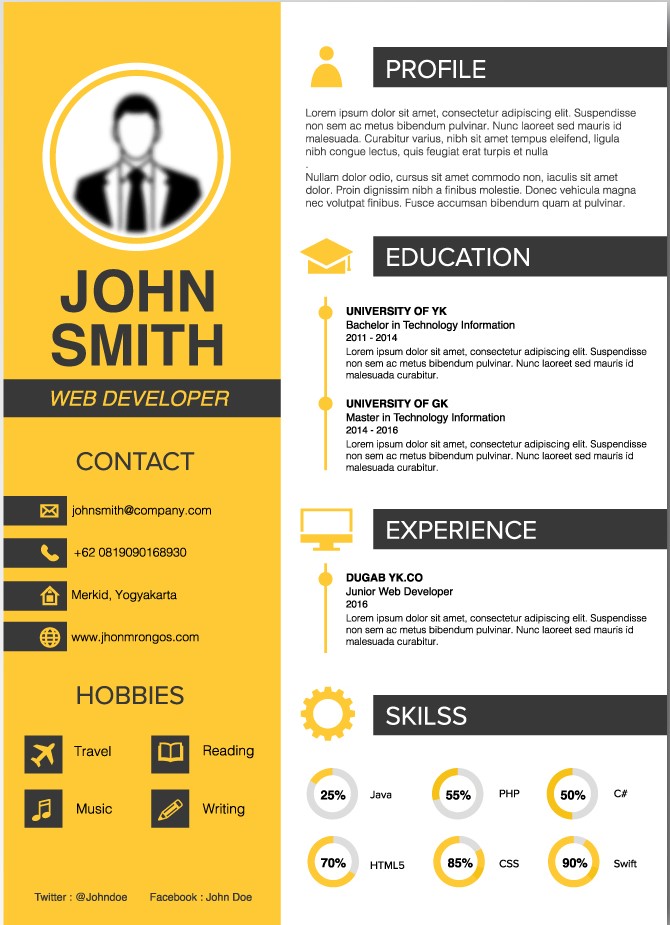 JOHN
SMITH
WEB DEVELOPER
CONTACT
johnsmith@company.com
+62 0819090168930
Merkid, Yogyakarta
www.jhonmrongos.com
HOBBIES
Travel
Reading
Music
Writing
Twitter : @Johndoe
Facebook : John Doe
PROFILE
Lorem ipsum dolor sit amet, consectetur adipiscing elit. Suspendisse
non sem ac metus bibendum pulvinar. Nunc laoreet sed mauris id
malesuada. Curabitur varius, nibh sit amet tempus eleifend, ligula
nibh congue lectus, quis feugiat erat turpis et nulla
.
Nullam dolor odio, cursus sit amet commodo non, iaculis sit amet
dolor. Proin dignissim nibh a finibus molestie. Donec vehicula magna
nec volutpat finibus. Fusce accumsan bibendum quam at pulvinar.
EDUCATION
UNIVERSITY OF YK
Bachelor in Technology Information
2011 - 2014
Lorem ipsum dolor sit amet, consectetur adipiscing elit. Suspendisse
non sem ac metus bibendum pulvinar. Nunc laoreet sed mauris id
malesuada curabitur.
UNIVERSITY OF GK
Master in Technology Information
2014 - 2016
Lorem ipsum dolor sit amet, consectetur adipiscing elit. Suspendisse
non sem ac metus bibendum pulvinar. Nunc laoreet sed mauris id
malesuada curabitur.
EXPERIENCE
DUGAB YK.CO
Junior Web Developer
2016
Lorem ipsum dolor sit amet, consectetur adipiscing elit. Suspendisse
non sem ac metus bibendum pulvinar. Nunc laoreet sed mauris id
malesuada curabitur.
SKILSS
25% Java
55% PHP
50% C#
70% HTML5
85% CSS
90% Swift